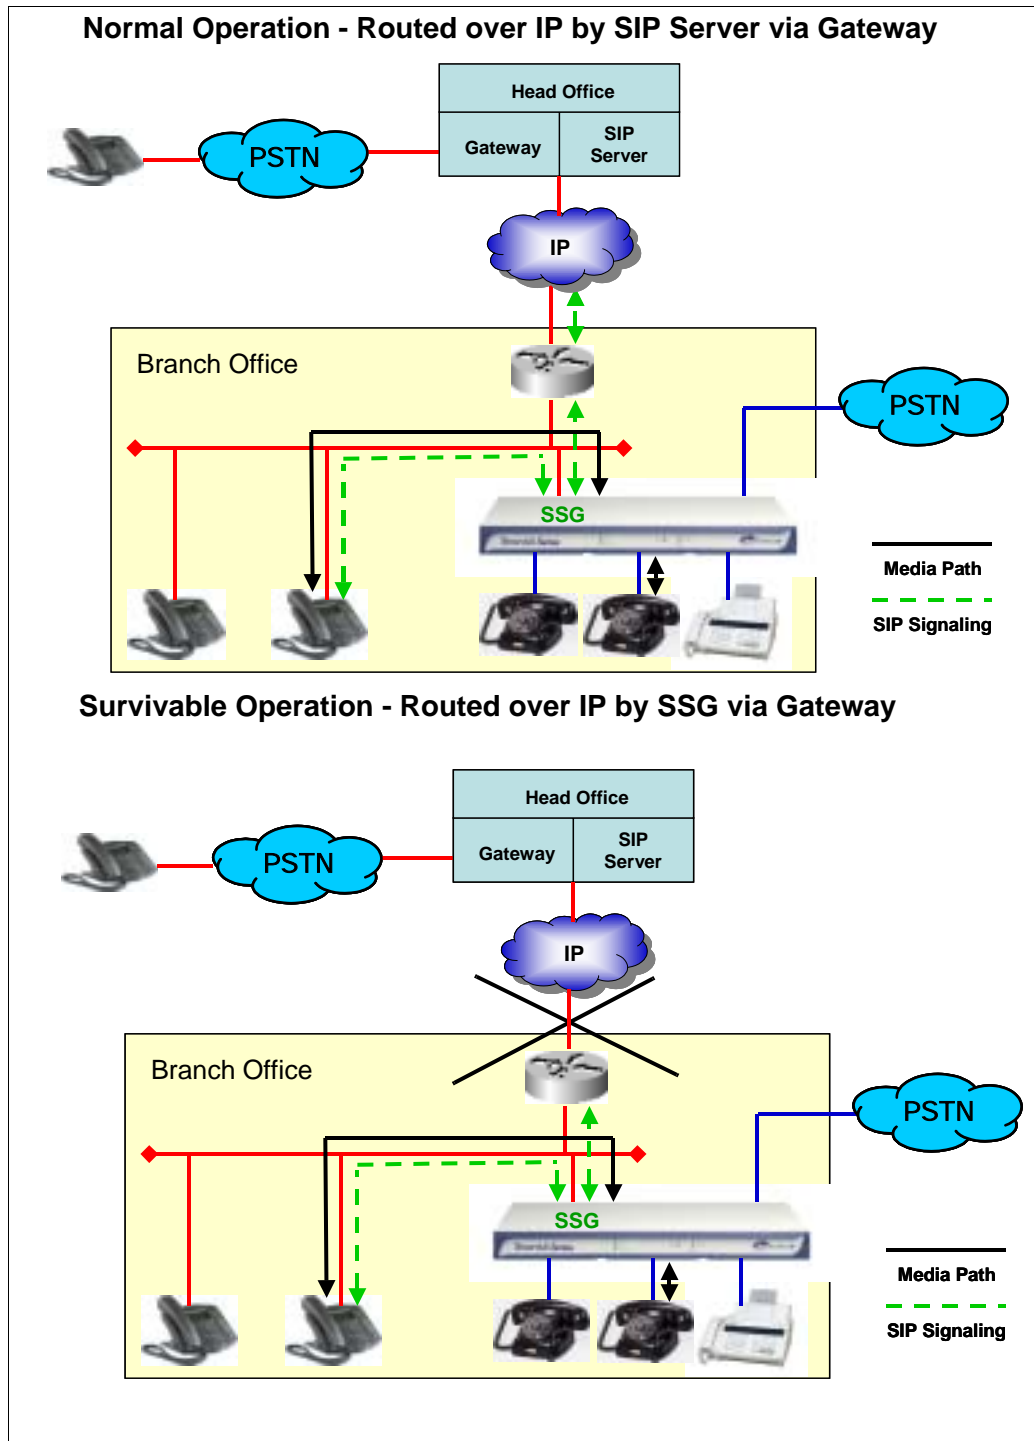 Normal Operation - Routed over IP by SIP Server via Gateway
Head Office
Gateway
SIP
Server
PSTN
IP
Branch Office
PSTN
SSG
Media Path
SIP Signaling
Survivable Operation - Routed over IP by SSG via Gateway
Head Office
Gateway
SIP
Server
PSTN
IP
Branch Office
PSTN
SSG
Media Path
SIP Signaling